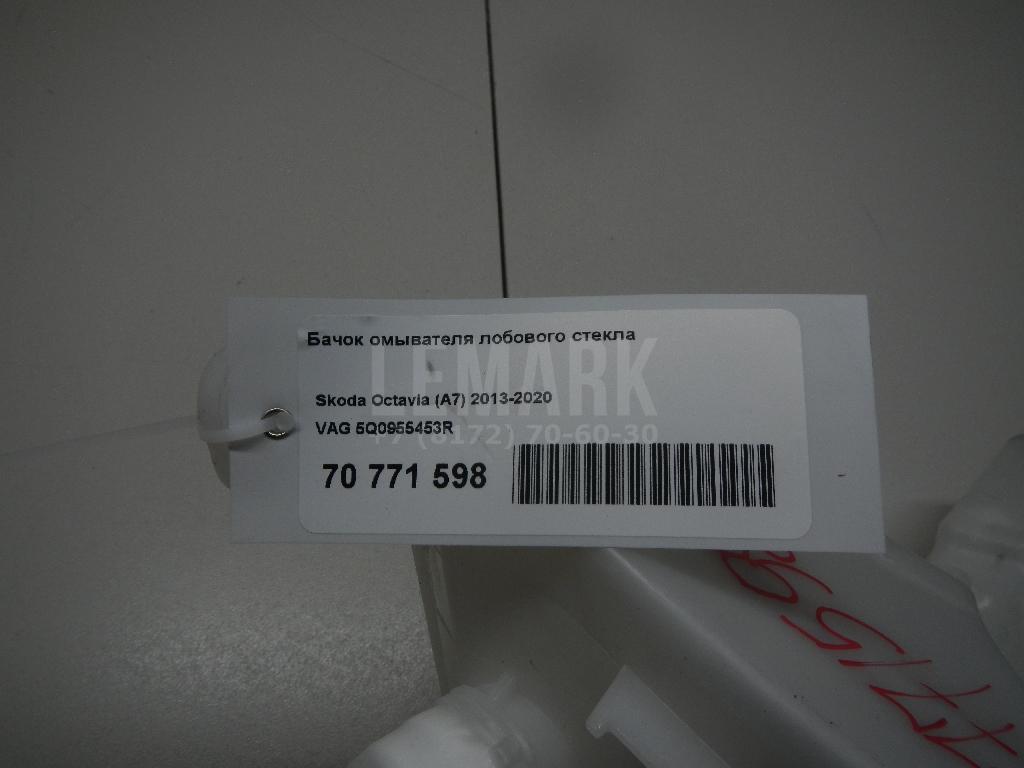 Бачок омывателя лобового стекла
LEMARK
Skoda Octavia (A7) 2013-2020
VAG 5Q0955453R
+7 (8172) 70-60-30
70 771 598